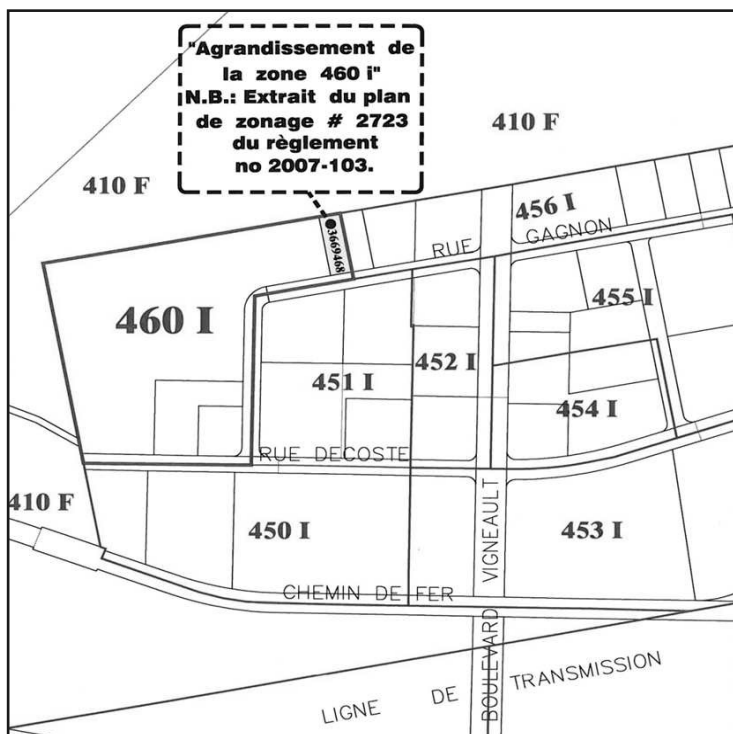 "Agrandissement de
la zone 460 i"
N.B.: Extrait du plan
de zonage # 2723
du règlement
no 2007-103.
410 F
410 F
456 I
RUE GAGNON
3669468
460 I
455 I
452 I
451 I
454 I
RUE DECOSTE
410 F
450 I
453 I
BOULEVARD VIGNEAULT
CHEMIN DE FER
LIGNE DE TRANSMISSION